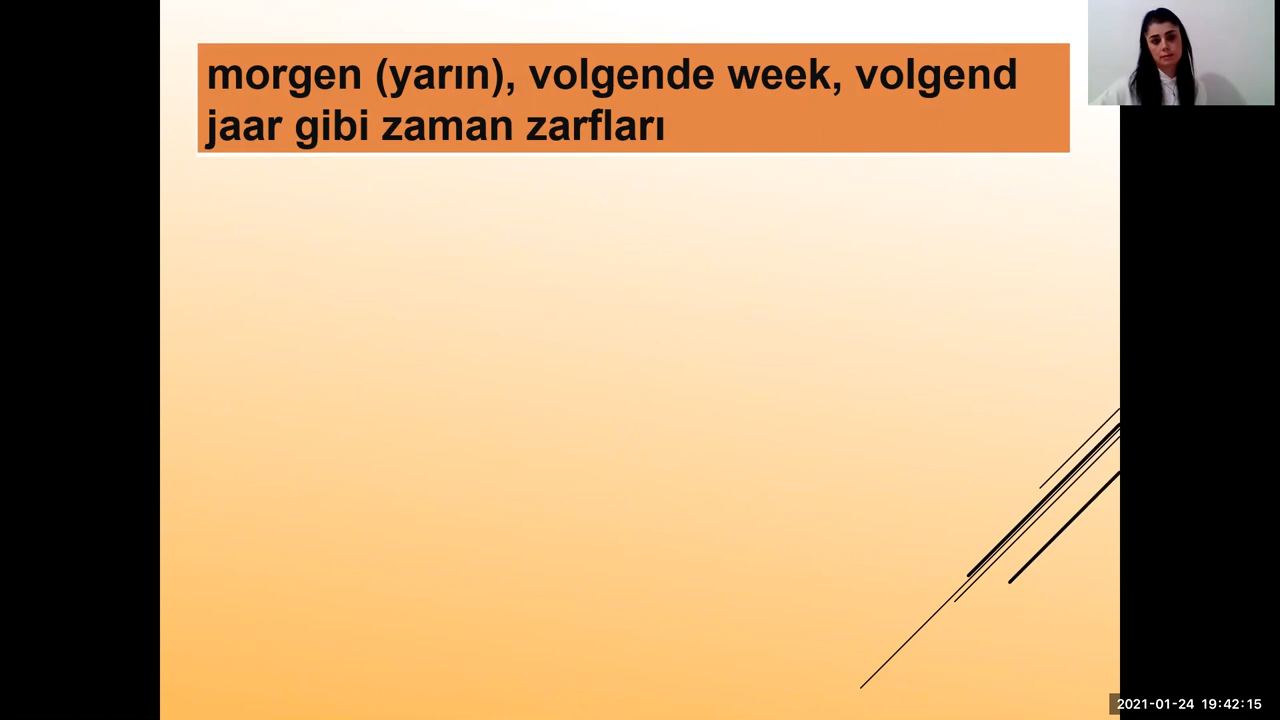 morgen (yarın), volgende week, volgend
jaar gibi zaman zarfları
2021-01-24 19:42:15